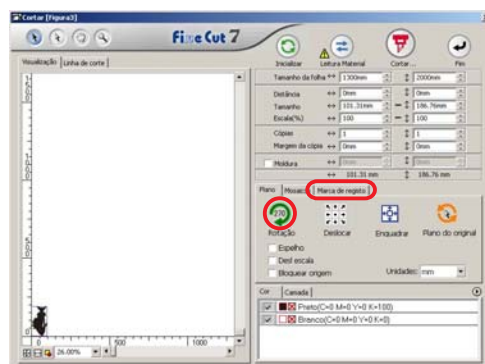 Cortar [Figura3]
Fine Cut 7
Inicializar Leitura Material Cortar... Fim
Visualização Linha de corte
Tamanho da folha 1300mm 2000mm
Distância 0mm 0mm
Tamanho 101.31mm 186.76mm
Escala(%) 100 100
Cópias 1 1
Margem da cópia 0mm 0mm
Moldura
101.31 mm 186.76 mm
Plano Mosaico Marca de registo
270
Rotação Deslocar Enquadrar Plano do original
Espelho
Desl escala
Bloquear origem Unidades: mm
Cor Camada
Preto(C=0 M=0 Y=0 K=100)
Branco(C=0 M=0 Y=0 K=0)
0 500 1000
26.00%